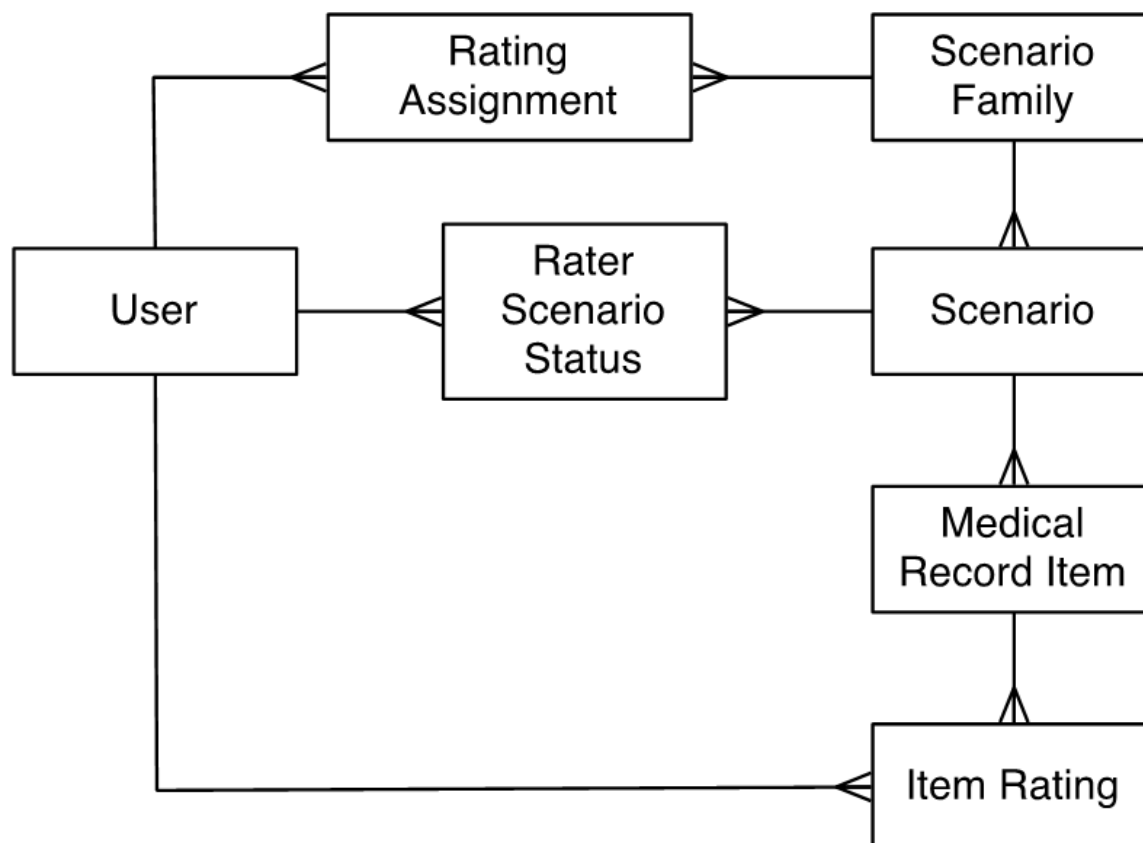 Rating
Assignment
Scenario
Family
User
Rater
Scenario
Status
Scenario
Medical
Record Item
Item Rating